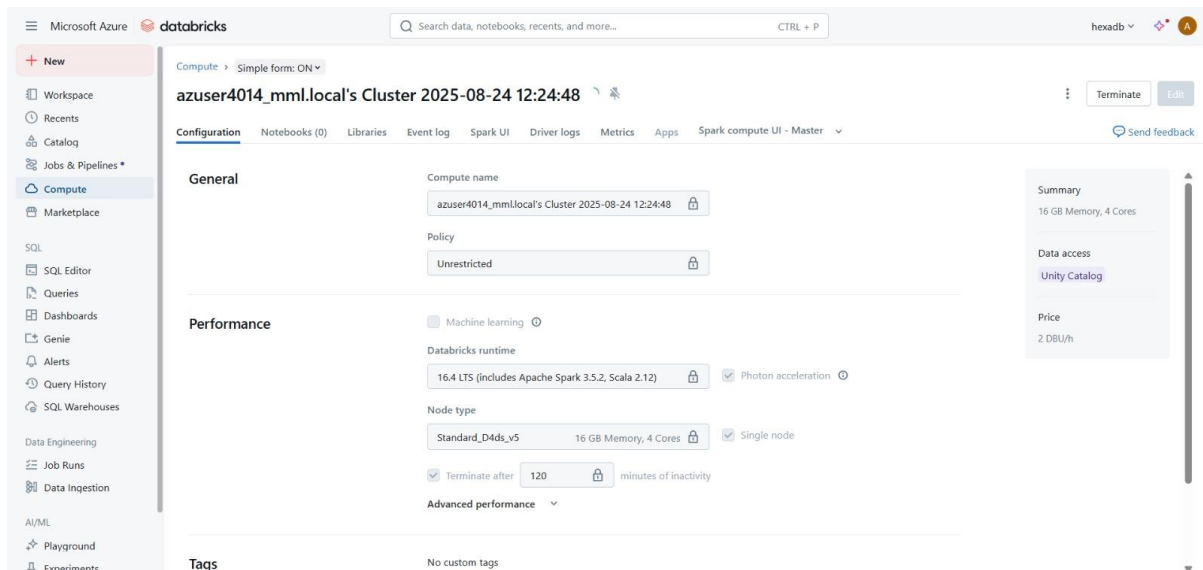 Microsoft Azure databricks
Search data, notebooks, recents, and more... CTRL + P
hexadb
A
New
Workspace
Recents
Catalog
Jobs & Pipelines
Compute
Marketplace
SQL
SQL Editor
Queries
Dashboards
Genie
Alerts
Query History
SQL Warehouses
Data Engineering
Job Runs
Data Ingestion
AI/ML
Playground
Experiments
Compute > Simple form: ON
azuser4014_mml.local's Cluster 2025-08-24 12:24:48
Terminate Edit
Configuration Notebooks (0) Libraries Event log Spark UI Driver logs Metrics Apps Spark compute UI - Master
Send feedback
General
Compute name
azuser4014_mml.local's Cluster 2025-08-24 12:24:48
Policy
Unrestricted
Performance
Machine learning
Databricks runtime
16.4 LTS (includes Apache Spark 3.5.2, Scala 2.12)
Photon acceleration
Node type
Standard_D4ds_v5 16 GB Memory, 4 Cores
Single node
Terminate after 120 minutes of inactivity
Advanced performance
Tags
No custom tags
Summary
16 GB Memory, 4 Cores
Data access
Unity Catalog
Price
2 DBU/h